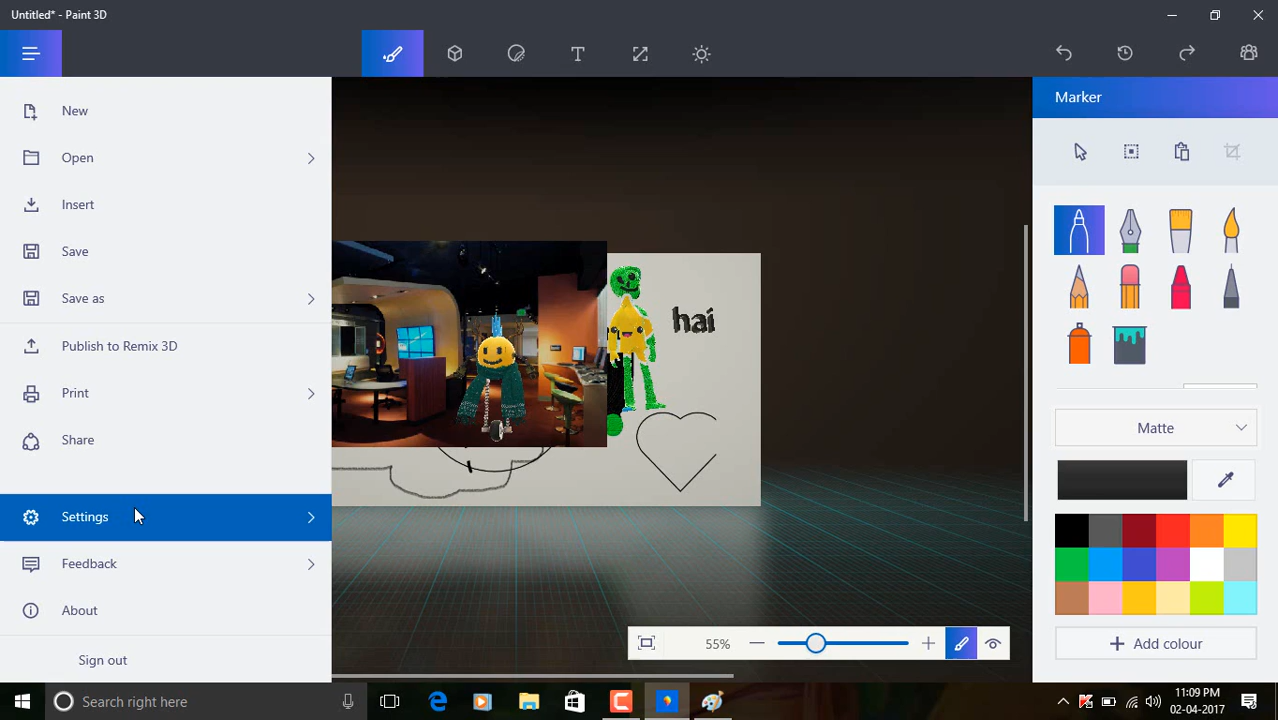 Untitled* - Paint 3D
New
Open
Insert
Save
Save as
Publish to Remix 3D
Print
Share
Settings
Feedback
About
Sign out
hai
55%
Marker
Matte
Add colour
Search right here
11:09 PM
02-04-2017